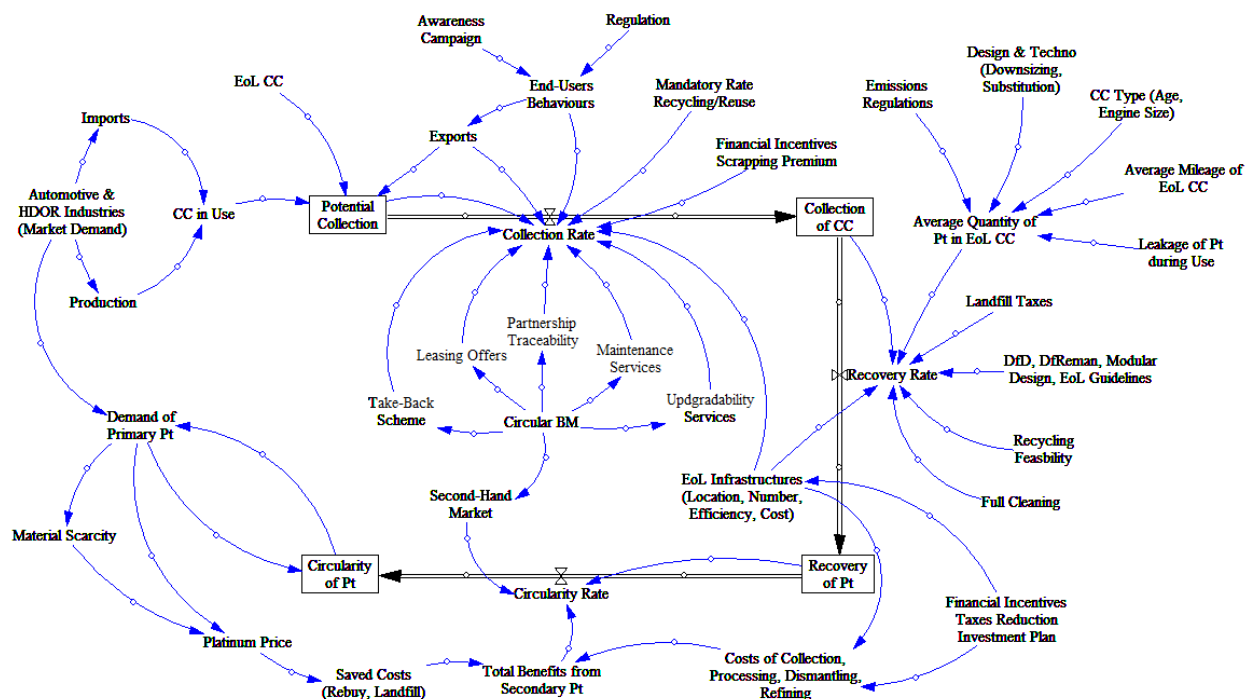 Awareness
Campaign
Regulation
EoL CC
End-Users
Behaviours
Mandatory Rate
Recycling/Reuse
Emissions
Regulations
Design & Techno
(Downsizing,
Substitution)
CC Type (Age,
Engine Size)
Imports
Exports
Financial Incentives
Scrapping Premium
Average Mileage of
EoL CC
Automotive &
HDOR Industries
(Market Demand)
CC in Use
Potential
Collection
Collection Rate
Collection
of CC
Average Quantity of
Pt in EoL CC
Leakage of Pt
during Use
Production
Landfill Taxes
Partnership
Traceability
Leasing Offers
Maintenance
Services
Recovery Rate
DfD, DfReman, Modular
Design, EoL Guidelines
Take-Back
Scheme
Circular BM
Updgradability
Services
Demand of
Primary Pt
Recycling
Feasbility
EoL Infrastructures
(Location, Number,
Efficiency, Cost)
Full Cleaning
Second-Hand
Market
Material Scarcity
Circularity
of Pt
Circularity Rate
Recovery
of Pt
Financial Incentives
Taxes Reduction
Investment Plan
Platinum Price
Saved Costs
(Rebuy, Landfill)
Total Benefits from
Secondary Pt
Costs of Collection,
Processing, Dismantling,
Refining